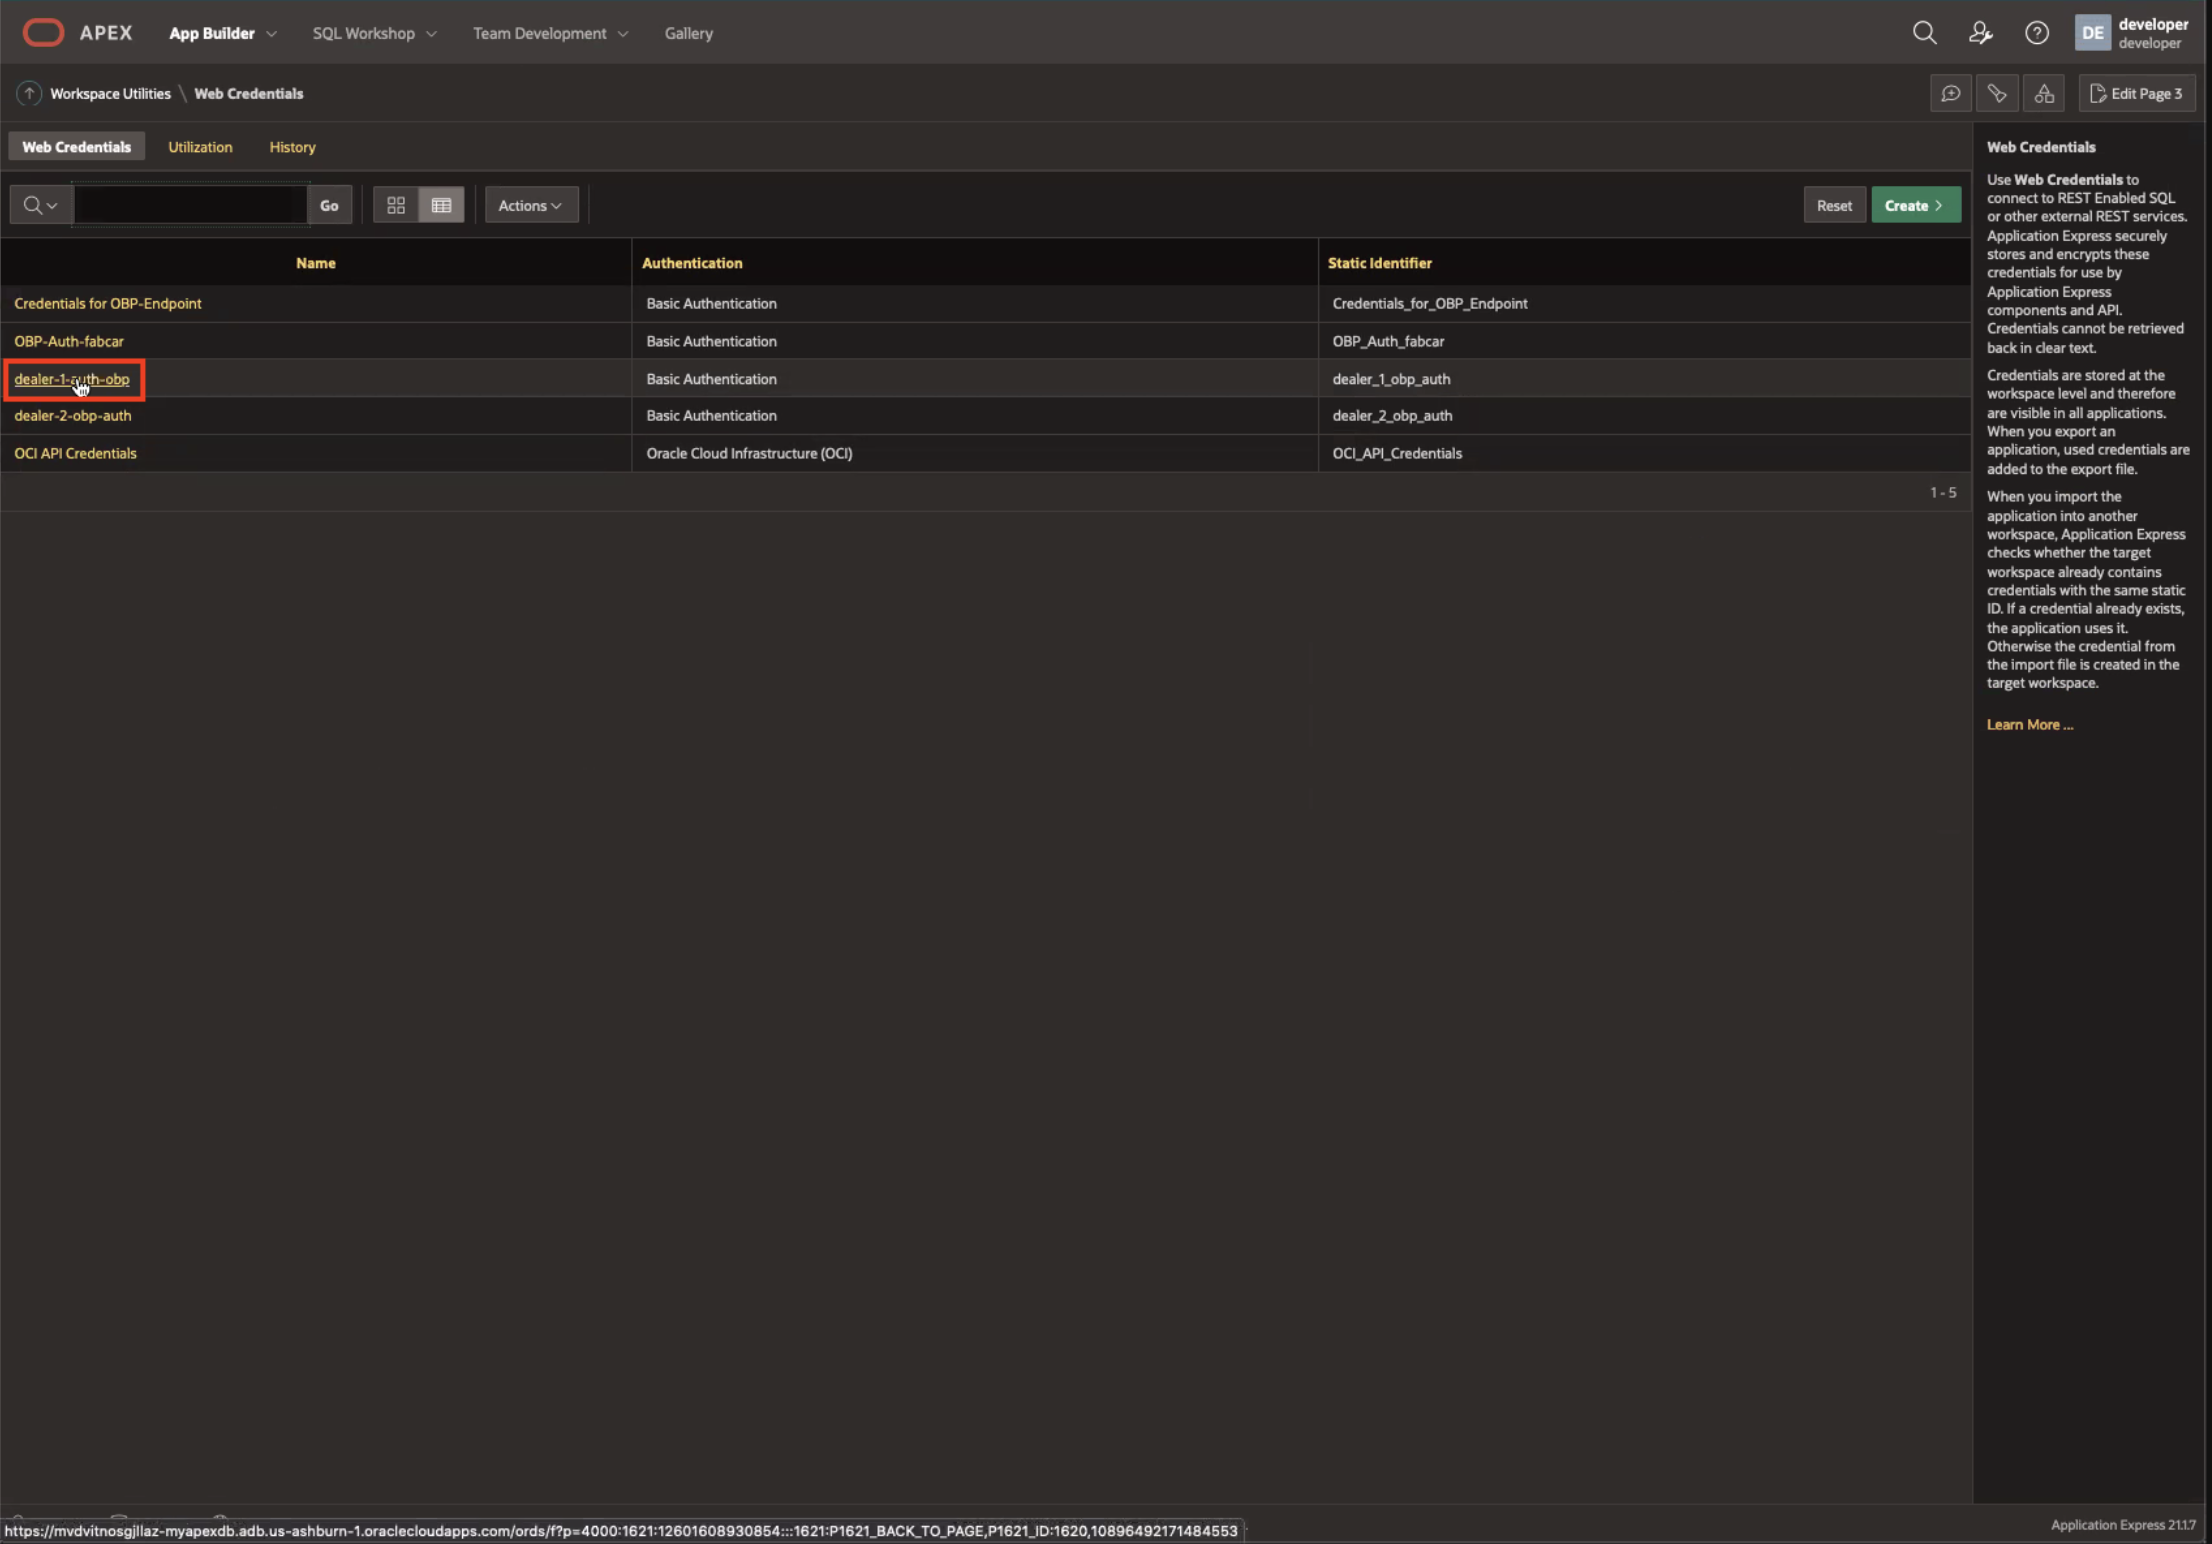 APEX App Builder SQL Workshop Team Development Gallery DE developer
developer
Workspace Utilities \ Web Credentials Edit Page 3
Web Credentials Utilization History
Go Actions Reset Create
Name Authentication Static Identifier
Credentials for OBP-Endpoint Basic Authentication Credentials_for_OBP_Endpoint
OBP-Auth-fabcar Basic Authentication OBP_Auth_fabcar
dealer-1-auth-obp Basic Authentication dealer_1_obp_auth
dealer-2-obp-auth Basic Authentication dealer_2_obp_auth
OCI API Credentials Oracle Cloud Infrastructure (OCI) OCI_API_Credentials
1 - 5
Web Credentials
Use Web Credentials to
connect to REST Enabled SQL
or other external REST services.
Application Express securely
stores and encrypts these
credentials for use by
Application Express
components and API.
Credentials cannot be retrieved
back in clear text.
Credentials are stored at the
workspace level and therefore
are visible in all applications.
When you export an
application, used credentials are
added to the export file.
When you import the
application into another
workspace, Application Express
checks whether the target
workspace already contains
credentials with the same static
ID. If a credential already exists,
the application uses it.
Otherwise the credential from
the import file is created in the
target workspace.
Learn More ...
https://mvdvitnosgjllaz-myapexdb.adb.us-ashburn-1.oraclecloudapps.com/ords/f?p=4000:1621:12601608930854:::1621:P1621_BACK_TO_PAGE,P1621_ID:1620,10896492171484553
Application Express 21.1.7